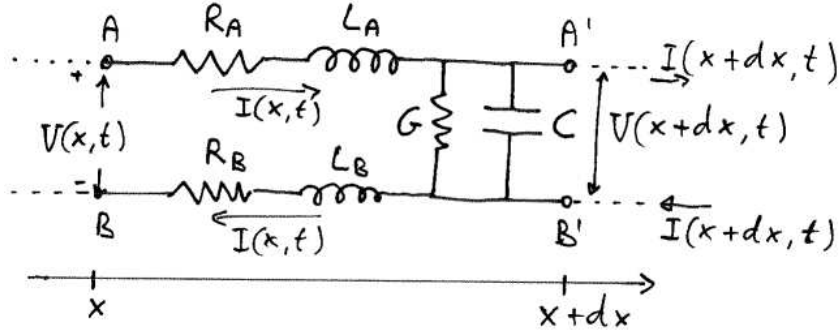 A R_A L_A A' I(x+dx,t)
+
I(x,t) G C
V(x,t) V(x+dx,t)
R_B L_B
-
B I(x,t) B' I(x+dx,t)
x x+dx